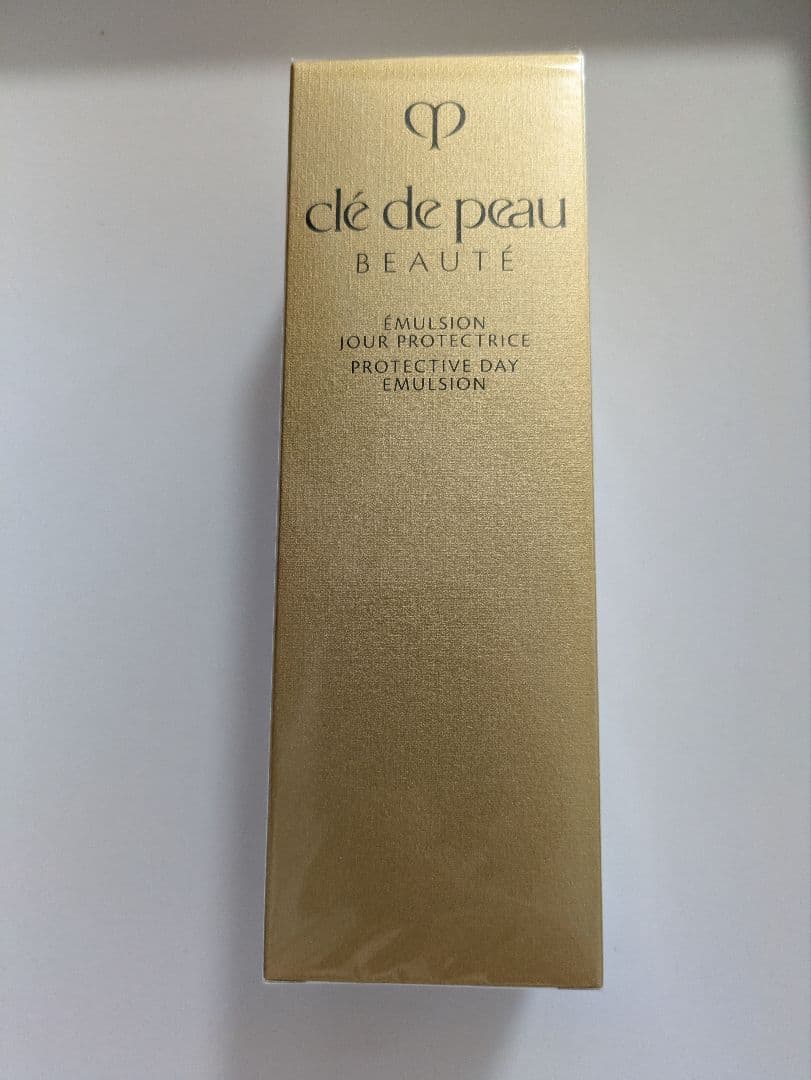 clé de peau
BEAUTÉ
ÉMULSION
JOUR PROTECTRICE
PROTECTIVE DAY
EMULSION